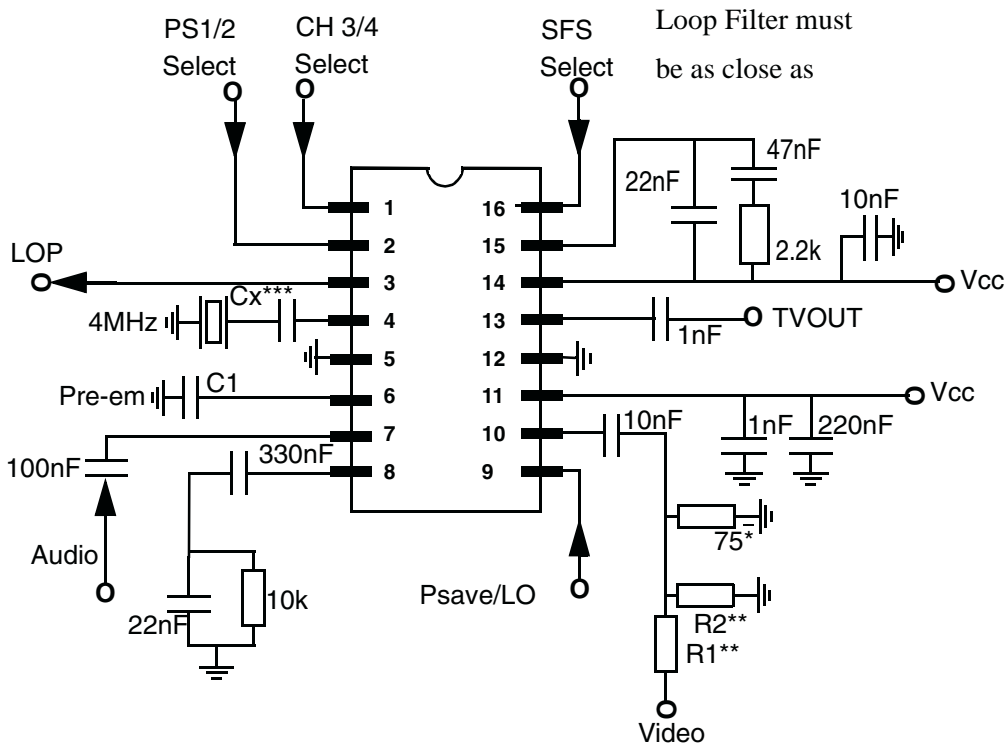 PS1/2
Select
CH 3/4
Select
SFS
Select
Loop Filter must
be as close as
47nF
22nF
10nF
2.2k
1
2
3
4
5
6
7
8
16
15
14
13
12
11
10
9
LOP
Vcc
Cx***
4MHz
TVOUT
1nF
C1
Pre-em
Vcc
10nF
1nF
220nF
100nF
330nF
75*
Audio
10k
22nF
Psave/LO
R2**
R1**
Video